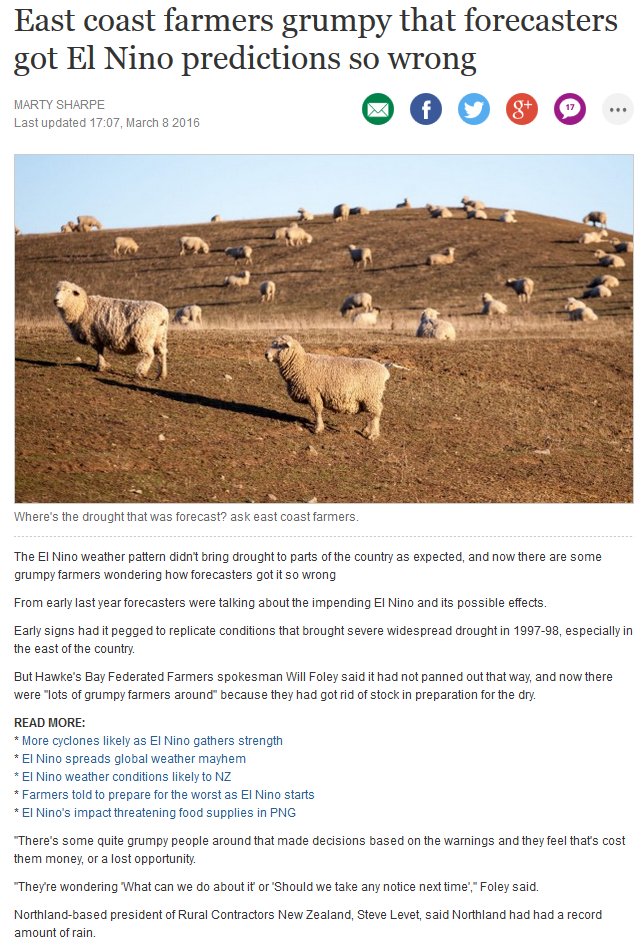 East coast farmers grumpy that forecasters
got El Nino predictions so wrong
MARTY SHARPE
Last updated 17:07, March 8 2016
f
g+
17
Where's the drought that was forecast? ask east coast farmers.
The El Nino weather pattern didn't bring drought to parts of the country as expected, and now there are some
grumpy farmers wondering how forecasters got it so wrong
From early last year forecasters were talking about the impending El Nino and its possible effects.
Early signs had it pegged to replicate conditions that brought severe widespread drought in 1997-98, especially in
the east of the country.
But Hawke's Bay Federated Farmers spokesman Will Foley said it had not panned out that way, and now there
were "lots of grumpy farmers around" because they had got rid of stock in preparation for the dry.
READ MORE:
* More cyclones likely as El Nino gathers strength
* El Nino spreads global weather mayhem
* El Nino weather conditions likely to NZ
* Farmers told to prepare for the worst as El Nino starts
* El Nino's impact threatening food supplies in PNG
"There's some quite grumpy people around that made decisions based on the warnings and they feel that's cost
them money, or a lost opportunity.
"They're wondering 'What can we do about it' or 'Should we take any notice next time'," Foley said.
Northland-based president of Rural Contractors New Zealand, Steve Levet, said Northland had had a record
amount of rain.